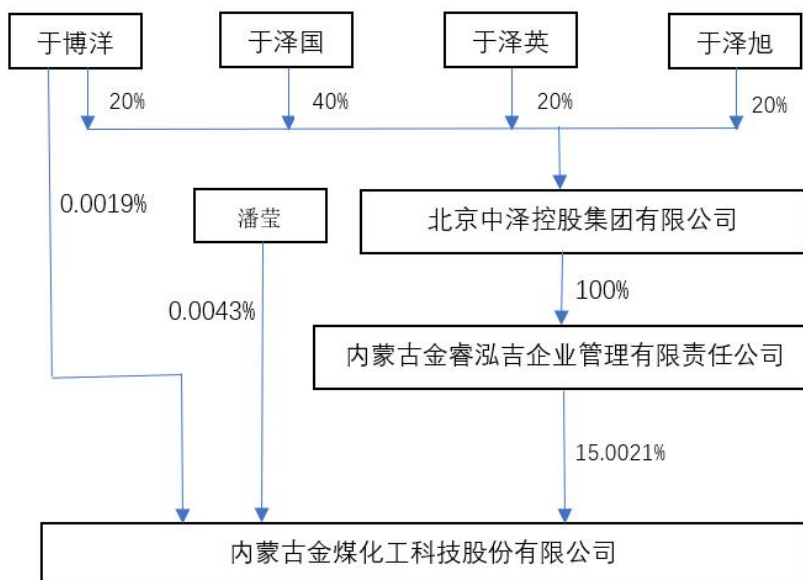 于博洋
于泽国
于泽英
于泽旭
20%
40%
20%
20%
0.0019%
潘莹
北京中泽控股集团有限公司
0.0043%
100%
内蒙古金睿泓吉企业管理有限责任公司
15.0021%
内蒙古金煤化工科技股份有限公司